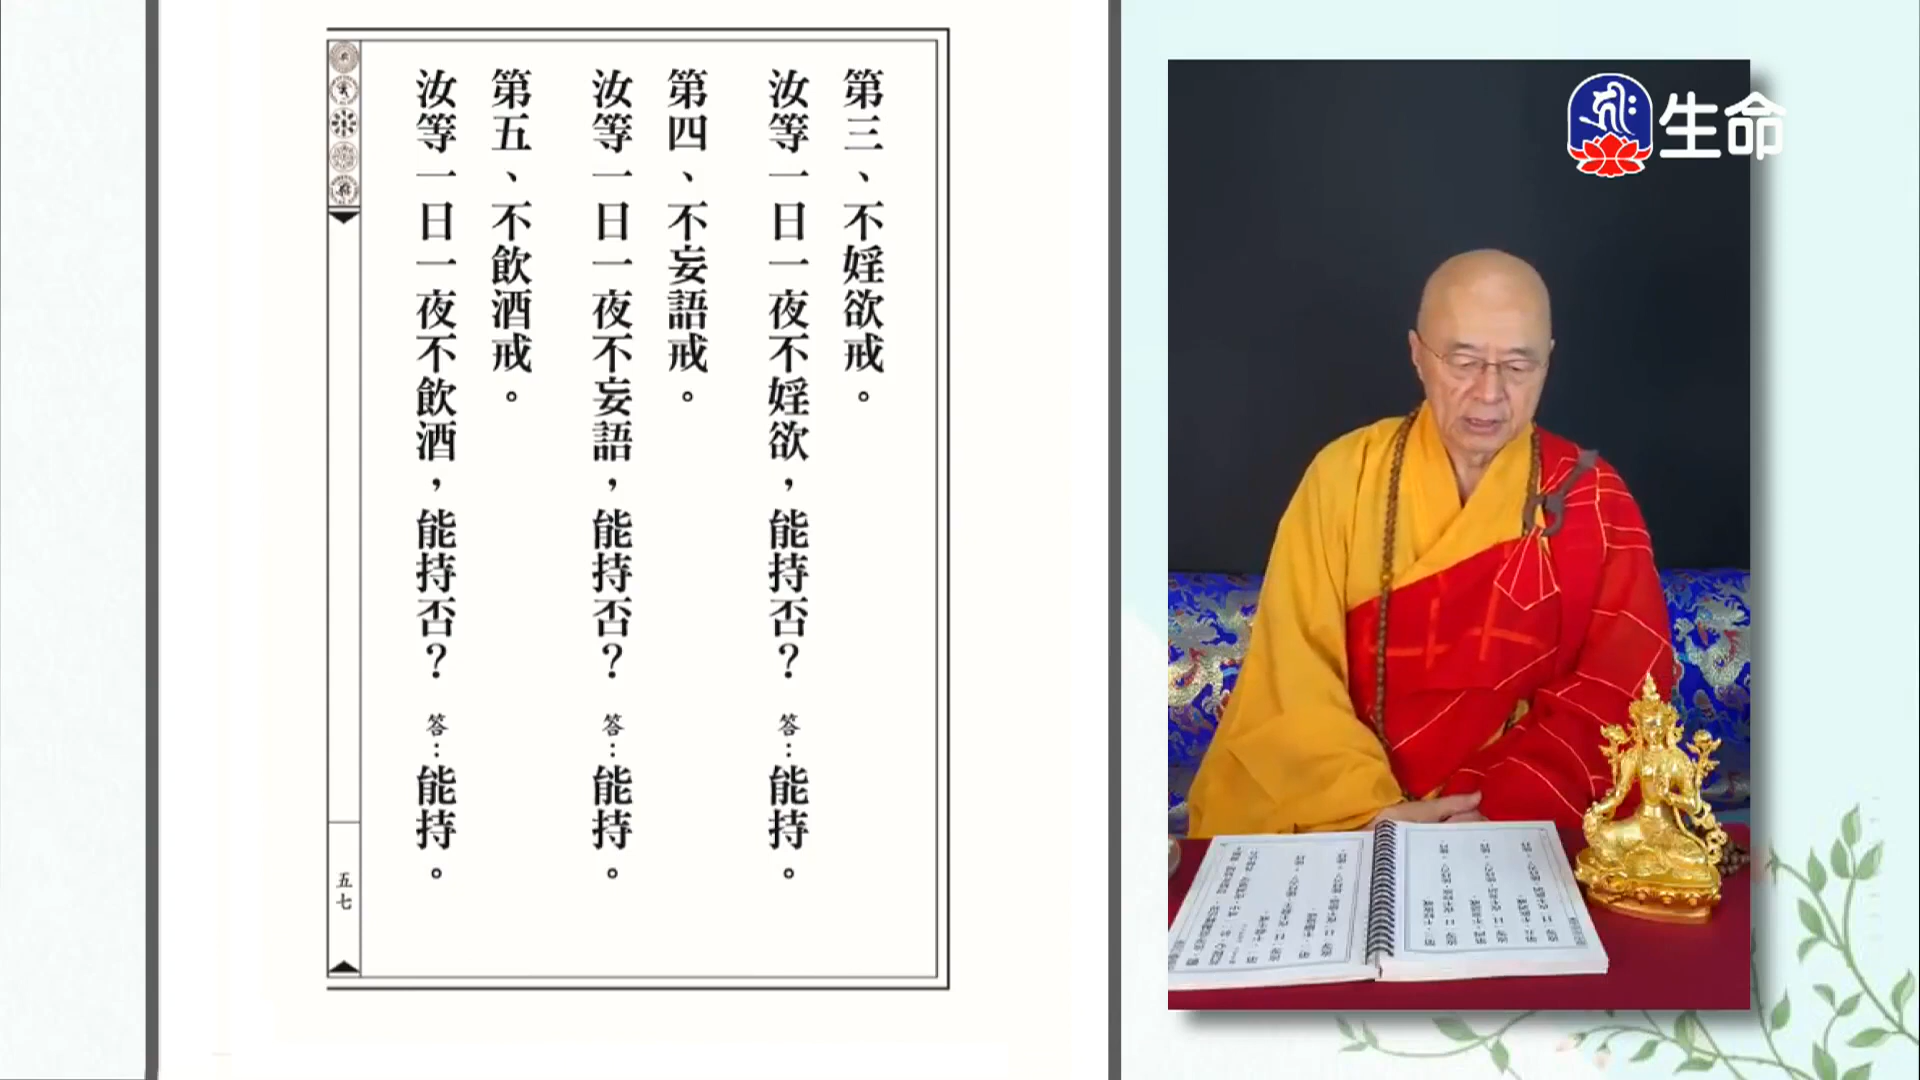 第三、不婬欲戒。
汝等一日一夜不婬欲，能持否？ 答：能持。
第四、不妄語戒。
汝等一日一夜不妄語，能持否？ 答：能持。
第五、不飲酒戒。
汝等一日一夜不飲酒，能持否？ 答：能持。
五七
生命